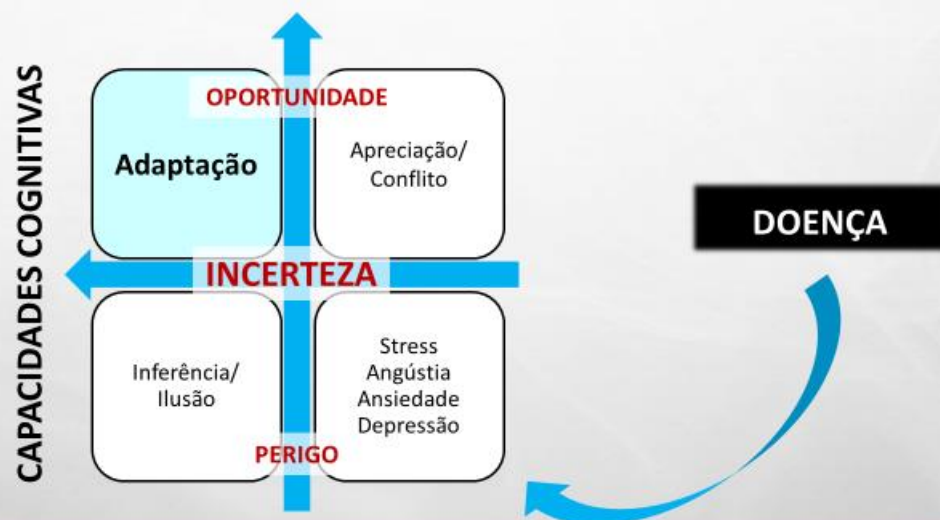 CAPACIDADES COGNITIVAS
OPORTUNIDADE
Adaptação
Apreciação/
Conflito
INCERTEZA
Inferência/
Ilusão
Stress
Angústia
Ansiedade
Depressão
PERIGO
DOENÇA